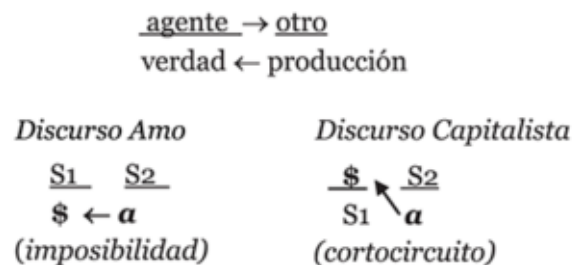 agente → otro
verdad ← producción
Discurso Amo
S1 S2
$ ← a
(imposibilidad)
Discurso Capitalista
$ S2
S1 a
(cortocircuito)